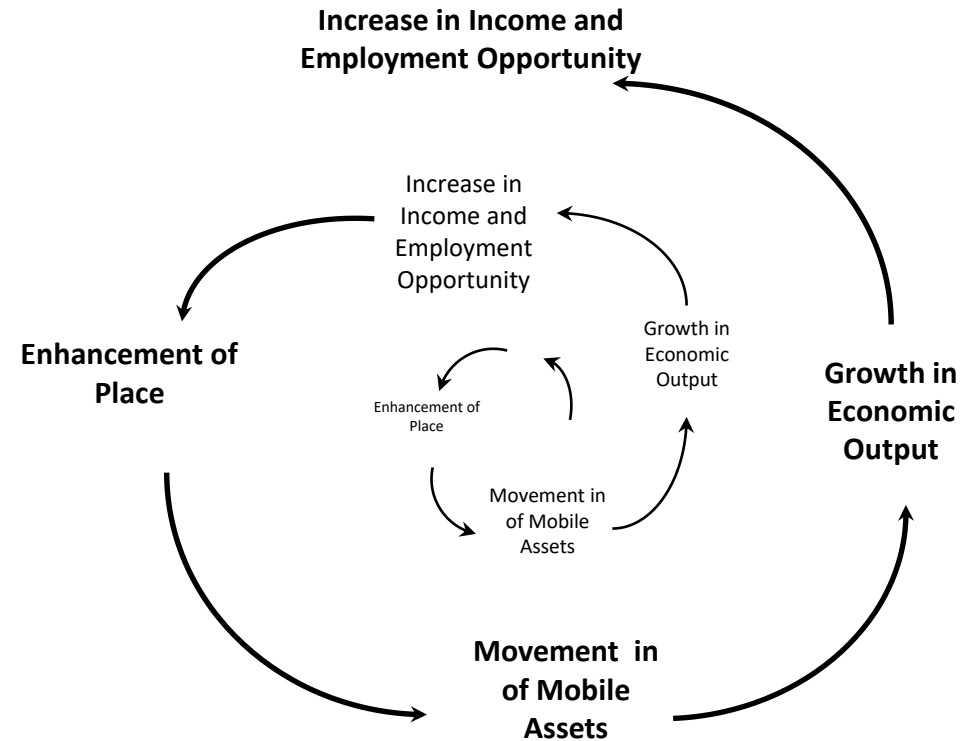 Increase in Income and
Employment Opportunity
Increase in
Income and
Employment
Opportunity
Growth in
Economic
Output
Enhancement of
Place
Enhancement of
Place
Growth in
Economic
Output
Movement in
of Mobile
Assets
Movement  in
of Mobile
Assets